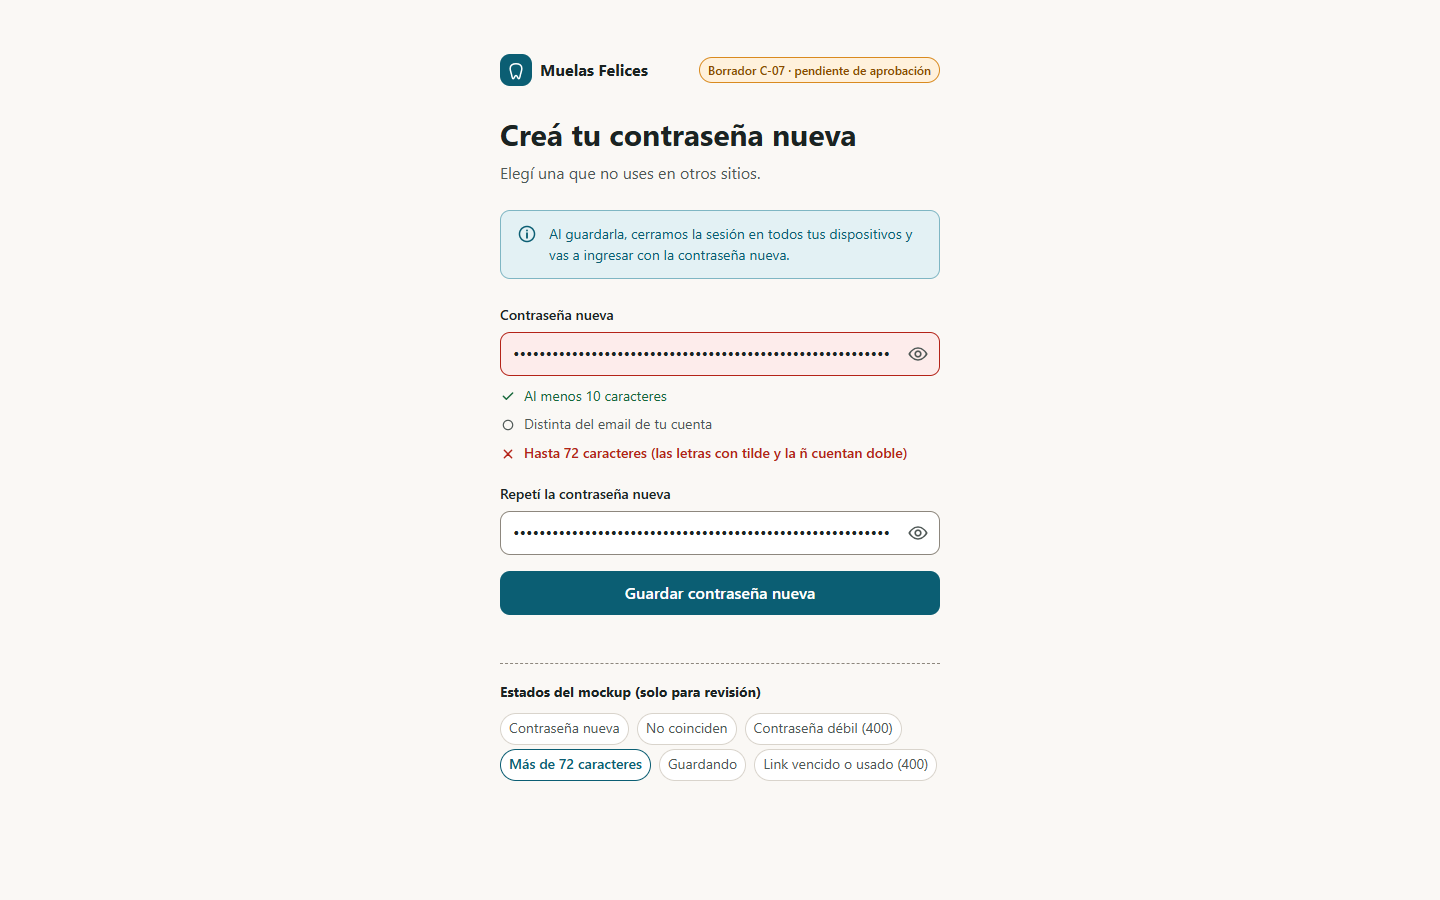 Muelas Felices
Borrador C-07 · pendiente de aprobación
Creá tu contraseña nueva
Elegí una que no uses en otros sitios.
Al guardarla, cerramos la sesión en todos tus dispositivos y
vas a ingresar con la contraseña nueva.
Contraseña nueva
Al menos 10 caracteres
Distinta del email de tu cuenta
Hasta 72 caracteres (las letras con tilde y la ñ cuentan doble)
Repetí la contraseña nueva
Guardar contraseña nueva
Estados del mockup (solo para revisión)
Contraseña nueva
No coinciden
Contraseña débil (400)
Más de 72 caracteres
Guardando
Link vencido o usado (400)